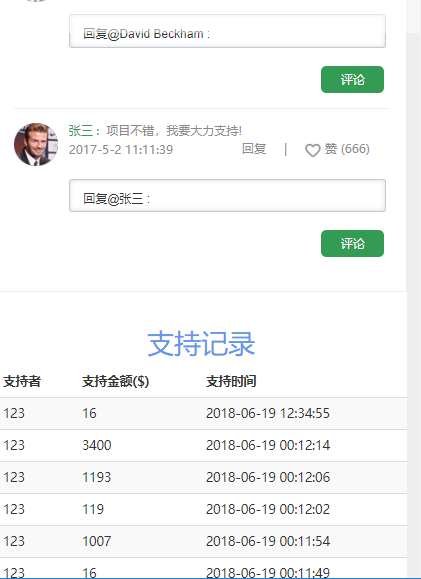 回复@David Beckham :
评论
张三 : 项目不错，我要大力支持!
2017-5-2 11:11:39 回复 | 赞 (666)
回复@张三 :
评论
支持记录
支持者 支持金额($) 支持时间
123 16 2018-06-19 12:34:55
123 3400 2018-06-19 00:12:14
123 1193 2018-06-19 00:12:06
123 119 2018-06-19 00:12:02
123 1007 2018-06-19 00:11:54
123 16 2018-06-19 00:11:49